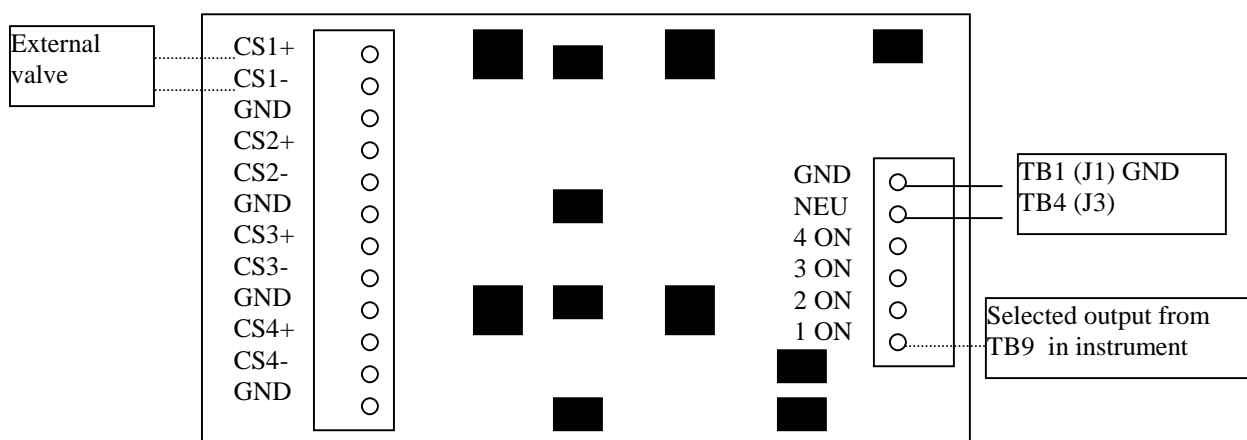 External
valve
CS1+
CS1-
GND
CS2+
CS2-
GND
CS3+
CS3-
GND
CS4+
CS4-
GND
GND
NEU
4 ON
3 ON
2 ON
1 ON
TB1 (J1) GND
TB4 (J3)
Selected output from
TB9 in instrument